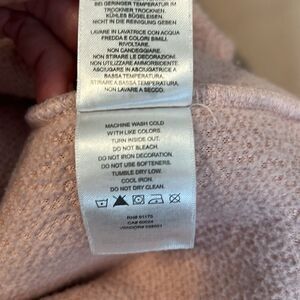 BEI GERINGER TEMPERATUR IM
TROCKNER TROCKNEN.
KÜHLES BÜGELEISEN.
NICHT IN DIE REINIGUNG GEBEN
LAVARE IN LAVATRICE CON ACQUA
FREDDA E COLORI SIMILI.
RIVOLTARE.
NON CANDEGGIARE.
NON STIRARE LE DECORAZIONI.
NON UTILIZZARE AMMORBIDENTE.
ASCIUGARE IN ASCIUGATRICE A
BASSA TEMPERATURA.
STIRARE A BASSA TEMPERATURA.
NON LAVARE A SECCO.
MACHINE WASH COLD
WITH LIKE COLORS.
TURN INSIDE OUT.
DO NOT BLEACH.
DO NOT IRON DECORATION.
DO NOT USE SOFTENERS.
TUMBLE DRY LOW.
COOL IRON.
DO NOT DRY CLEAN.